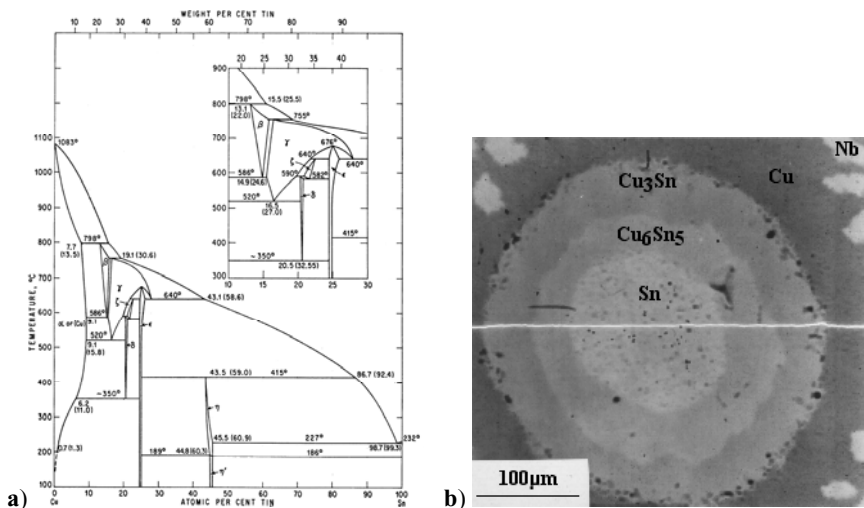 WEIGHT PER CENT TIN
10 20 30 40 50 60 70 80 90
TEMPERATURE, °C
1100
1000
900
800
700
600
500
400
300
200
100
1083°
798°
7.7
(13.5)
β
19.1 (30.6)
γ
ζ
640°
43.1 (58.6)
586°
α or (Cu) 9.1
520°
9.1
(15.8)
δ
ε
~350°
6.2
(11.0)
0.7 (1.3)
43.5 (59.0) 415°
86.7 (92.4)
η
45.5 (60.9) 227°
232°
98.7 (99.3)
189° 44.8 (60.3) 186°
η'
0 10 20 30 40 50 60 70 80 90 100
Cu ATOMIC PER CENT TIN Sn
20 25 30 35 40
900
800
700
600
500
400
300
798°
15.5 (25.5)
13.1
(22.0)
755°
β
γ
676°
640°
640°
ζ
ε
586°
590° 582°
14.9 (24.6)
520°
δ
16.5
(27.0)
415°
~350°
20.5 (32.55)
10 15 20 25 30
a)
Nb
Cu
Cu3Sn
Cu6Sn5
Sn
100µm
b)